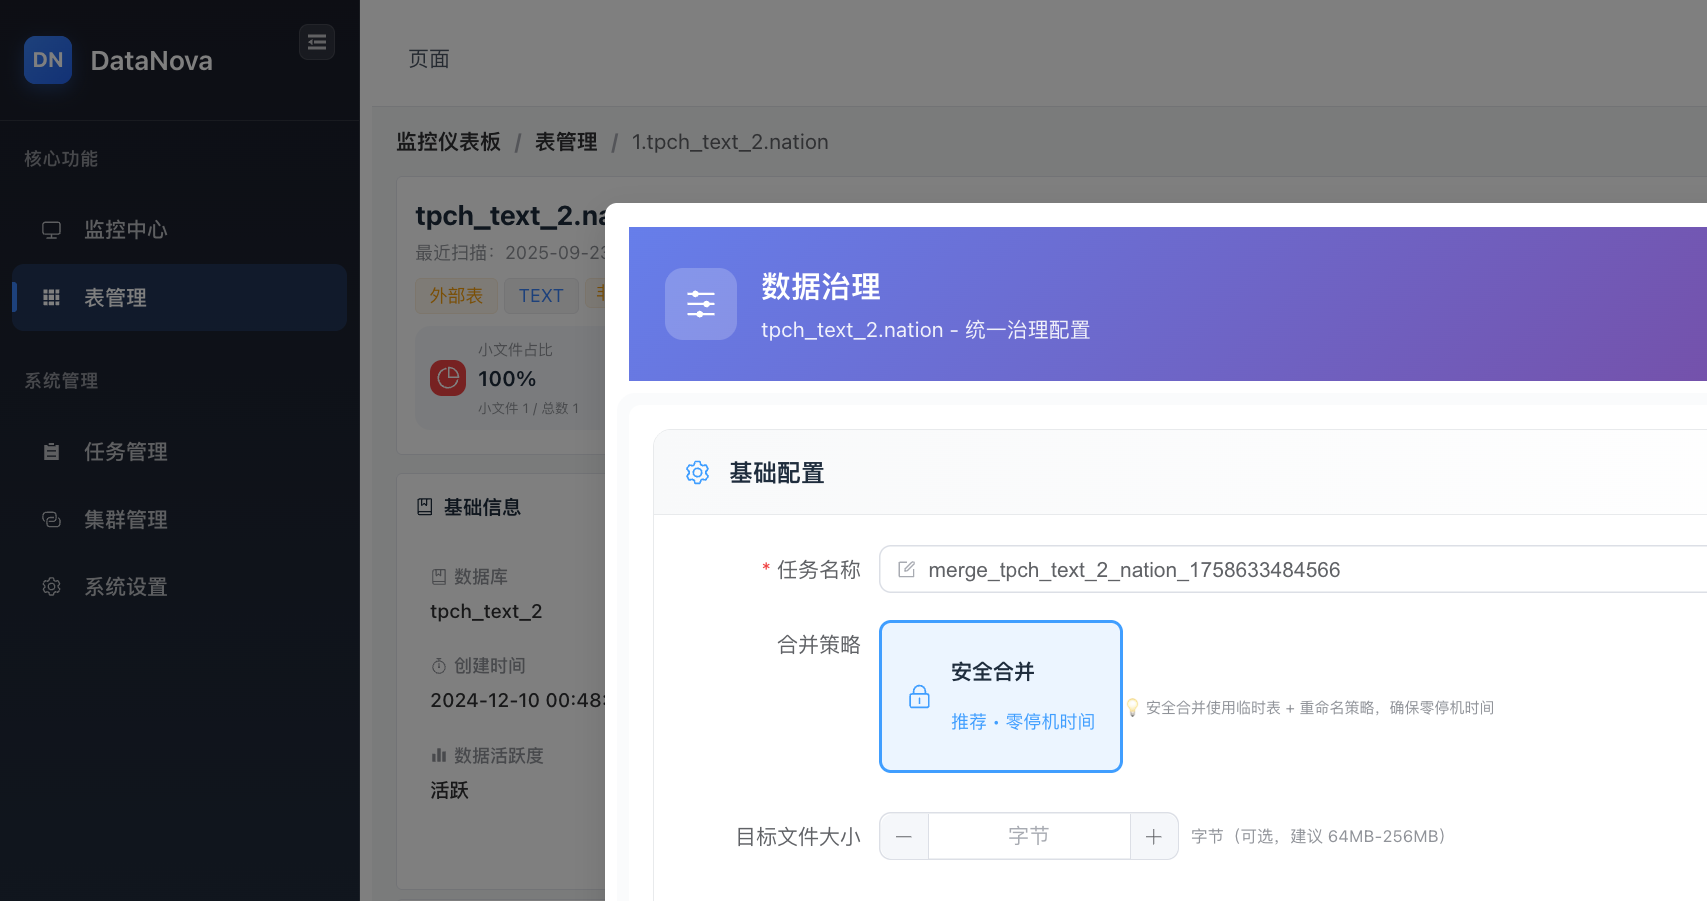 DN
DataNova
核心功能
监控中心
表管理
系统管理
任务管理
集群管理
系统设置
页面
监控仪表板 / 表管理 / 1.tpch_text_2.nation
tpch_text_2.na
最近扫描：2025-09-23
外部表
TEXT
小文件占比
100%
小文件 1 / 总数 1
基础信息
数据库
tpch_text_2
创建时间
2024-12-10 00:48:
数据活跃度
活跃
数据治理
tpch_text_2.nation - 统一治理配置
基础配置
* 任务名称
merge_tpch_text_2_nation_1758633484566
合并策略
安全合并
推荐 • 零停机时间
💡 安全合并使用临时表 + 重命名策略，确保零停机时间
目标文件大小
字节
字节（可选，建议 64MB-256MB）